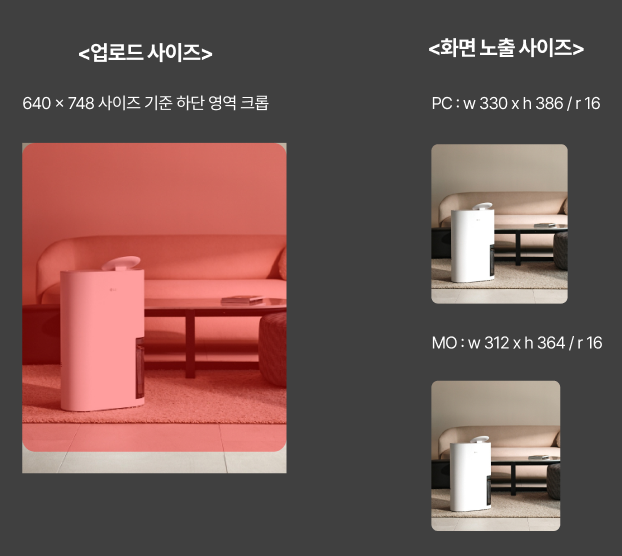 <업로드 사이즈>
640 × 748 사이즈 기준 하단 영역 크롭
<화면 노출 사이즈>
PC : w 330 x h 386 / r 16
MO : w 312 x h 364 / r 16